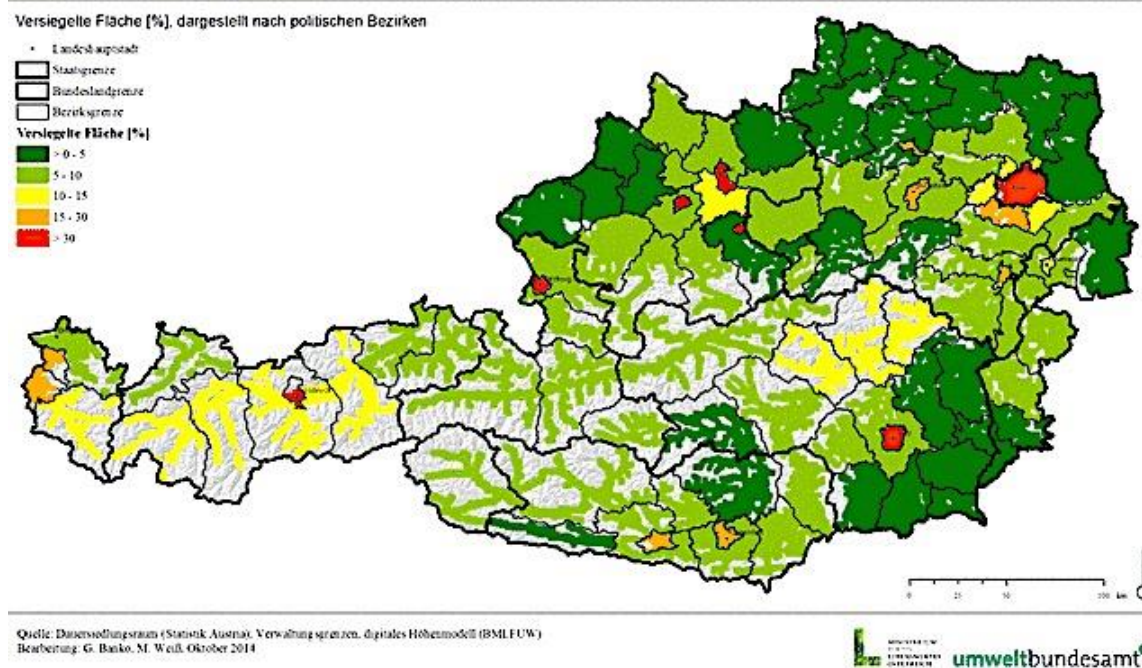 Versiegelte Fläche [%], dargestellt nach politischen Bezirken
Landeshauptstadt
Staatsgrenze
Bundeslandgrenze
Bezirksgrenze
Versiegelte Fläche [%]
> 0 - 5
5 - 10
10 - 15
15 - 30
> 30
0 25 50 100 km
Quelle: Dauersiedlungsraum (Statistik Austria), Verwaltungsgrenzen, digitales Höhenmodell (BMLFUW)
Bearbeitung: G. Banko, M. Weiß, Oktober 2014
umweltbundesamt